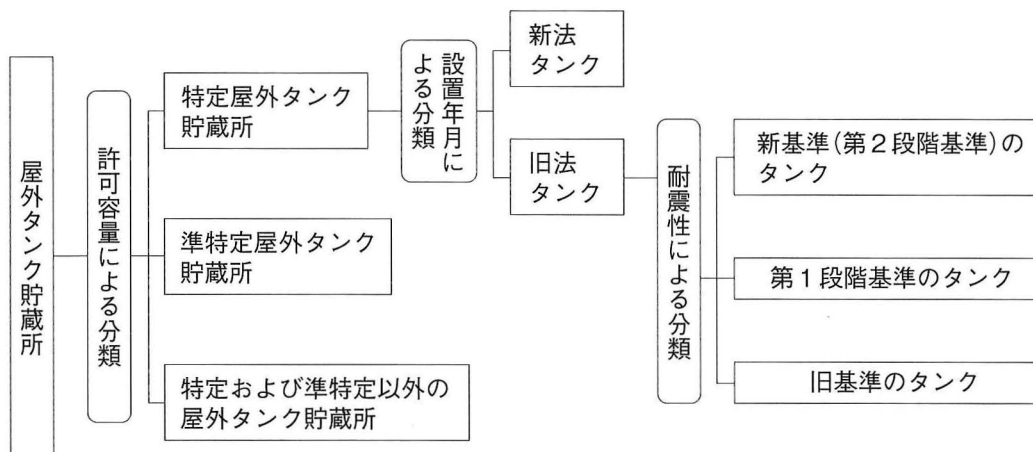 屋外タンク貯蔵所
許可容量による分類
特定屋外タンク
貯蔵所
準特定屋外タンク
貯蔵所
特定および準特定以外の
屋外タンク貯蔵所
設置年月に
よる分類
新法
タンク
旧法
タンク
耐震性による分類
新基準(第2段階基準)の
タンク
第1段階基準のタンク
旧基準のタンク